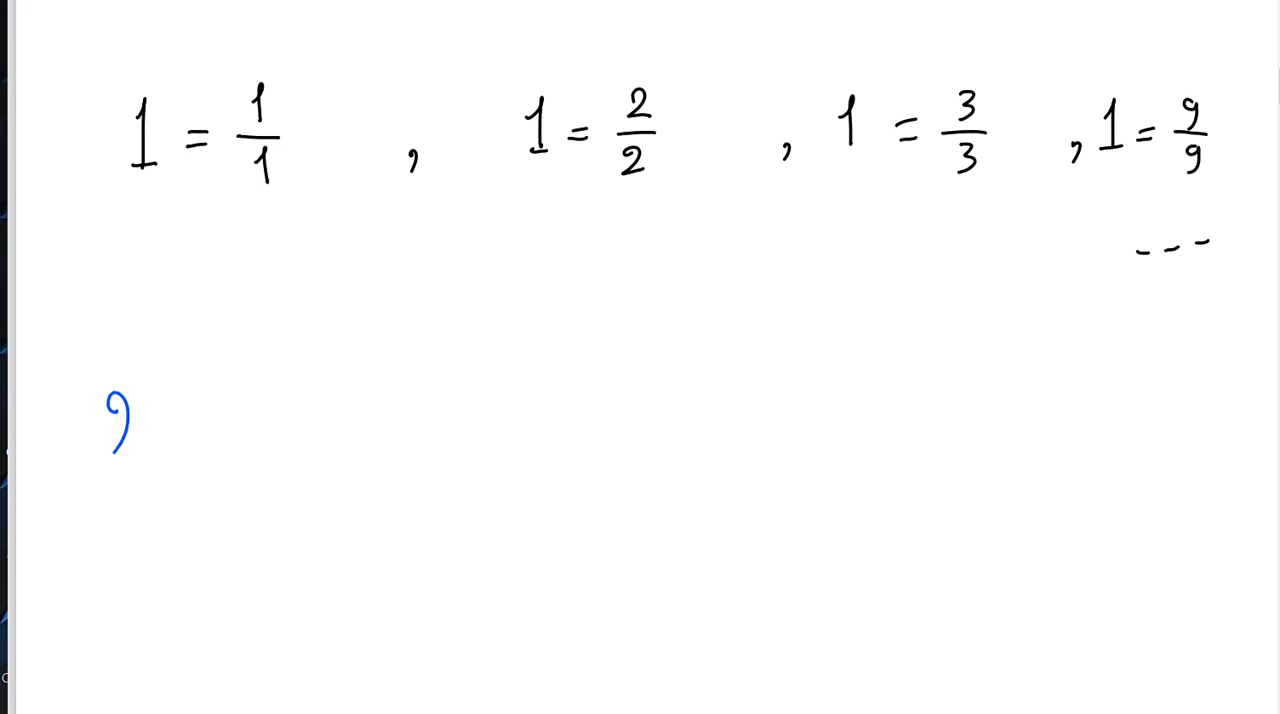 1 = 1/1 , 1 = 2/2 , 1 = 3/3 , 1 = 9/9
---
9